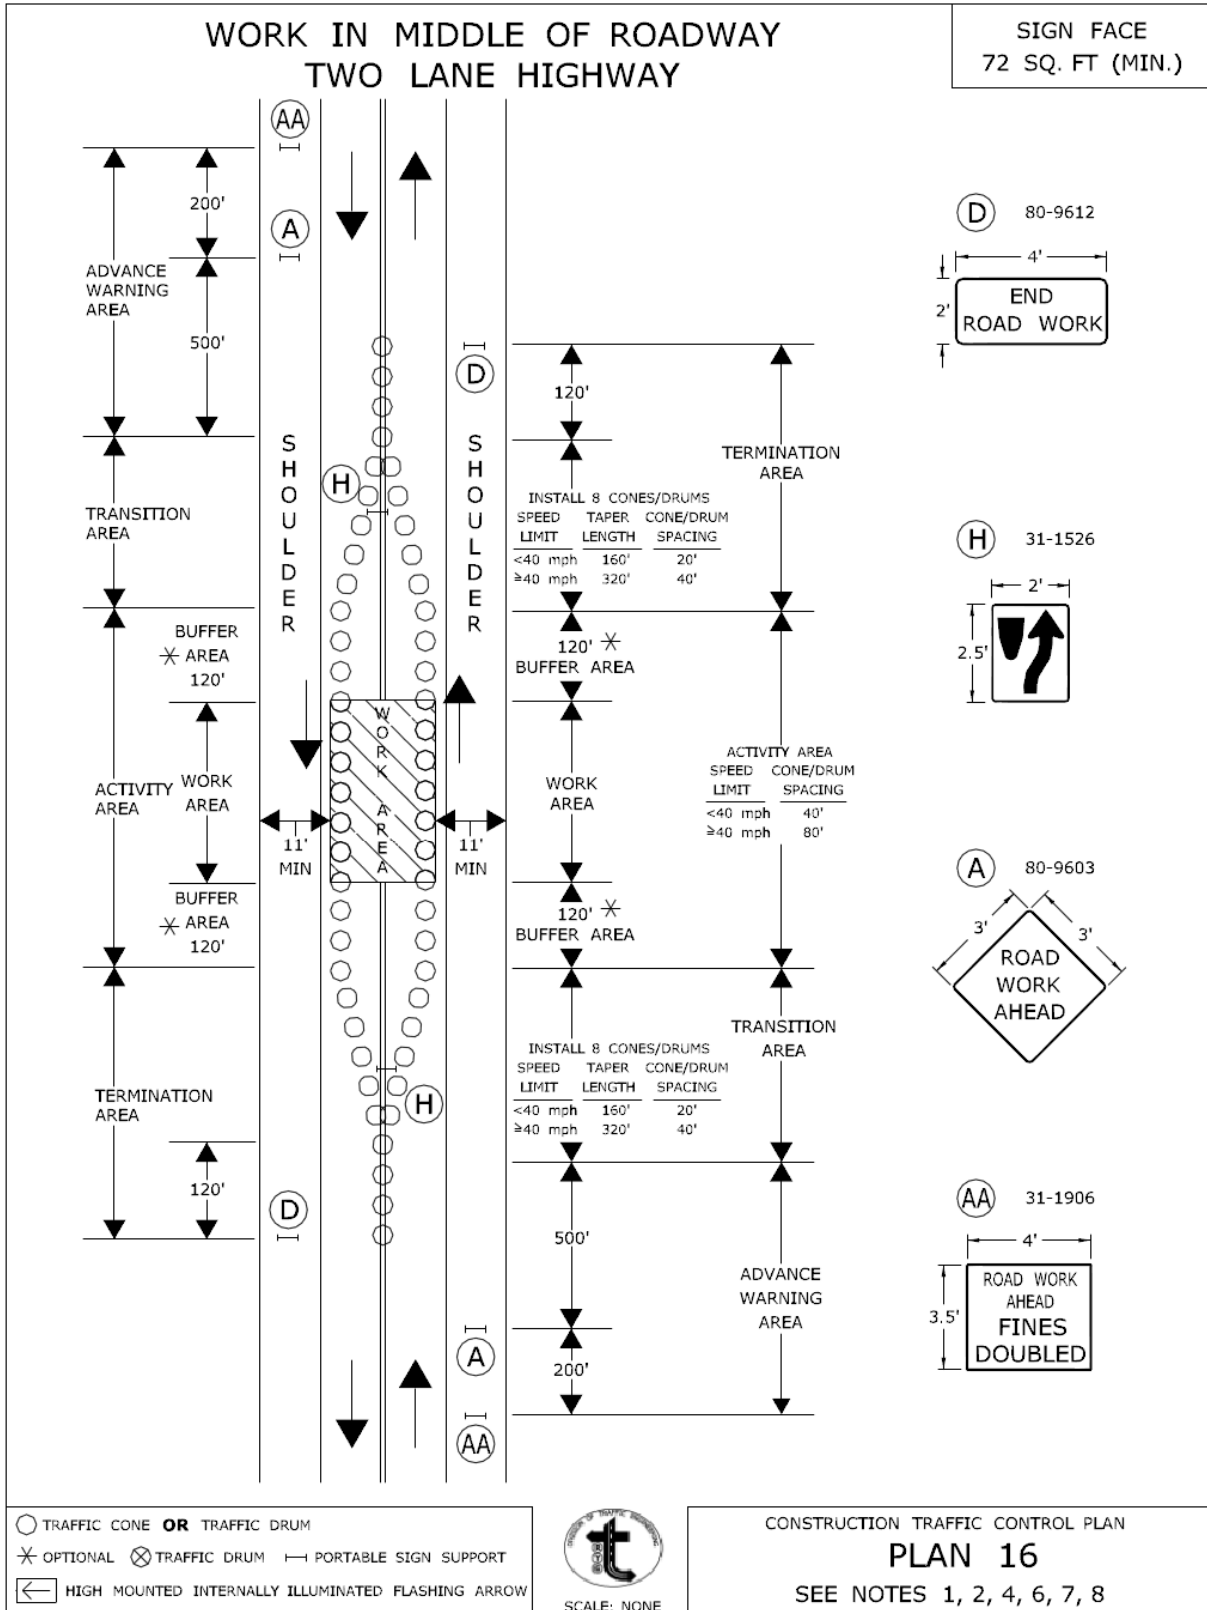 WORK IN MIDDLE OF ROADWAY
TWO LANE HIGHWAY
SIGN FACE
72 SQ. FT (MIN.)
AA
200'
A
ADVANCE
WARNING
AREA
500'
D
120'
SHOULDER
SHOULDER
H
TRANSITION
AREA
TERMINATION
AREA
INSTALL 8 CONES/DRUMS
SPEED TAPER CONE/DRUM
LIMIT LENGTH SPACING
<40 mph 160' 20'
≥40 mph 320' 40'
BUFFER
* AREA
120'
120' *
BUFFER AREA
WORK AREA
ACTIVITY
AREA
WORK
AREA
WORK
AREA
ACTIVITY AREA
SPEED CONE/DRUM
LIMIT SPACING
<40 mph 40'
≥40 mph 80'
11'
MIN
11'
MIN
BUFFER
* AREA
120'
120' *
BUFFER AREA
TRANSITION
AREA
INSTALL 8 CONES/DRUMS
SPEED TAPER CONE/DRUM
LIMIT LENGTH SPACING
<40 mph 160' 20'
≥40 mph 320' 40'
TERMINATION
AREA
H
120'
D
500'
ADVANCE
WARNING
AREA
A
200'
AA
D 80-9612
4'
2'
END
ROAD WORK
H 31-1526
2'
2.5'
A 80-9603
3' 3'
ROAD
WORK
AHEAD
AA 31-1906
4'
3.5'
ROAD WORK
AHEAD
FINES
DOUBLED
TRAFFIC CONE OR TRAFFIC DRUM
* OPTIONAL TRAFFIC DRUM PORTABLE SIGN SUPPORT
HIGH MOUNTED INTERNALLY ILLUMINATED FLASHING ARROW
DIVISION OF TRAFFIC ENGINEERING
t
SCALE: NONE
CONSTRUCTION TRAFFIC CONTROL PLAN
PLAN 16
SEE NOTES 1, 2, 4, 6, 7, 8